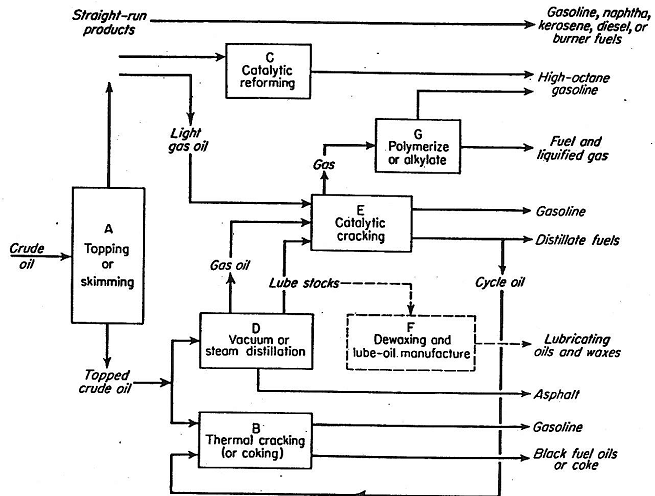 Straight-run
products
Gasoline, naphtha,
kerosene, diesel, or
burner fuels
C
Catalytic
reforming
High-octane
gasoline
Light
gas oil
G
Polymerize
or alkylate
Fuel and
liquified gas
Gas
A
Topping
or
skimming
Crude
oil
E
Catalytic
cracking
Gasoline
Distillate fuels
Gas oil
Lube stocks
Cycle oil
D
Vacuum or
steam distillation
F
Dewaxing and
lube-oil manufacture
Lubricating
oils and waxes
Topped
crude oil
Asphalt
B
Thermal cracking
(or coking)
Gasoline
Black fuel oils
or coke